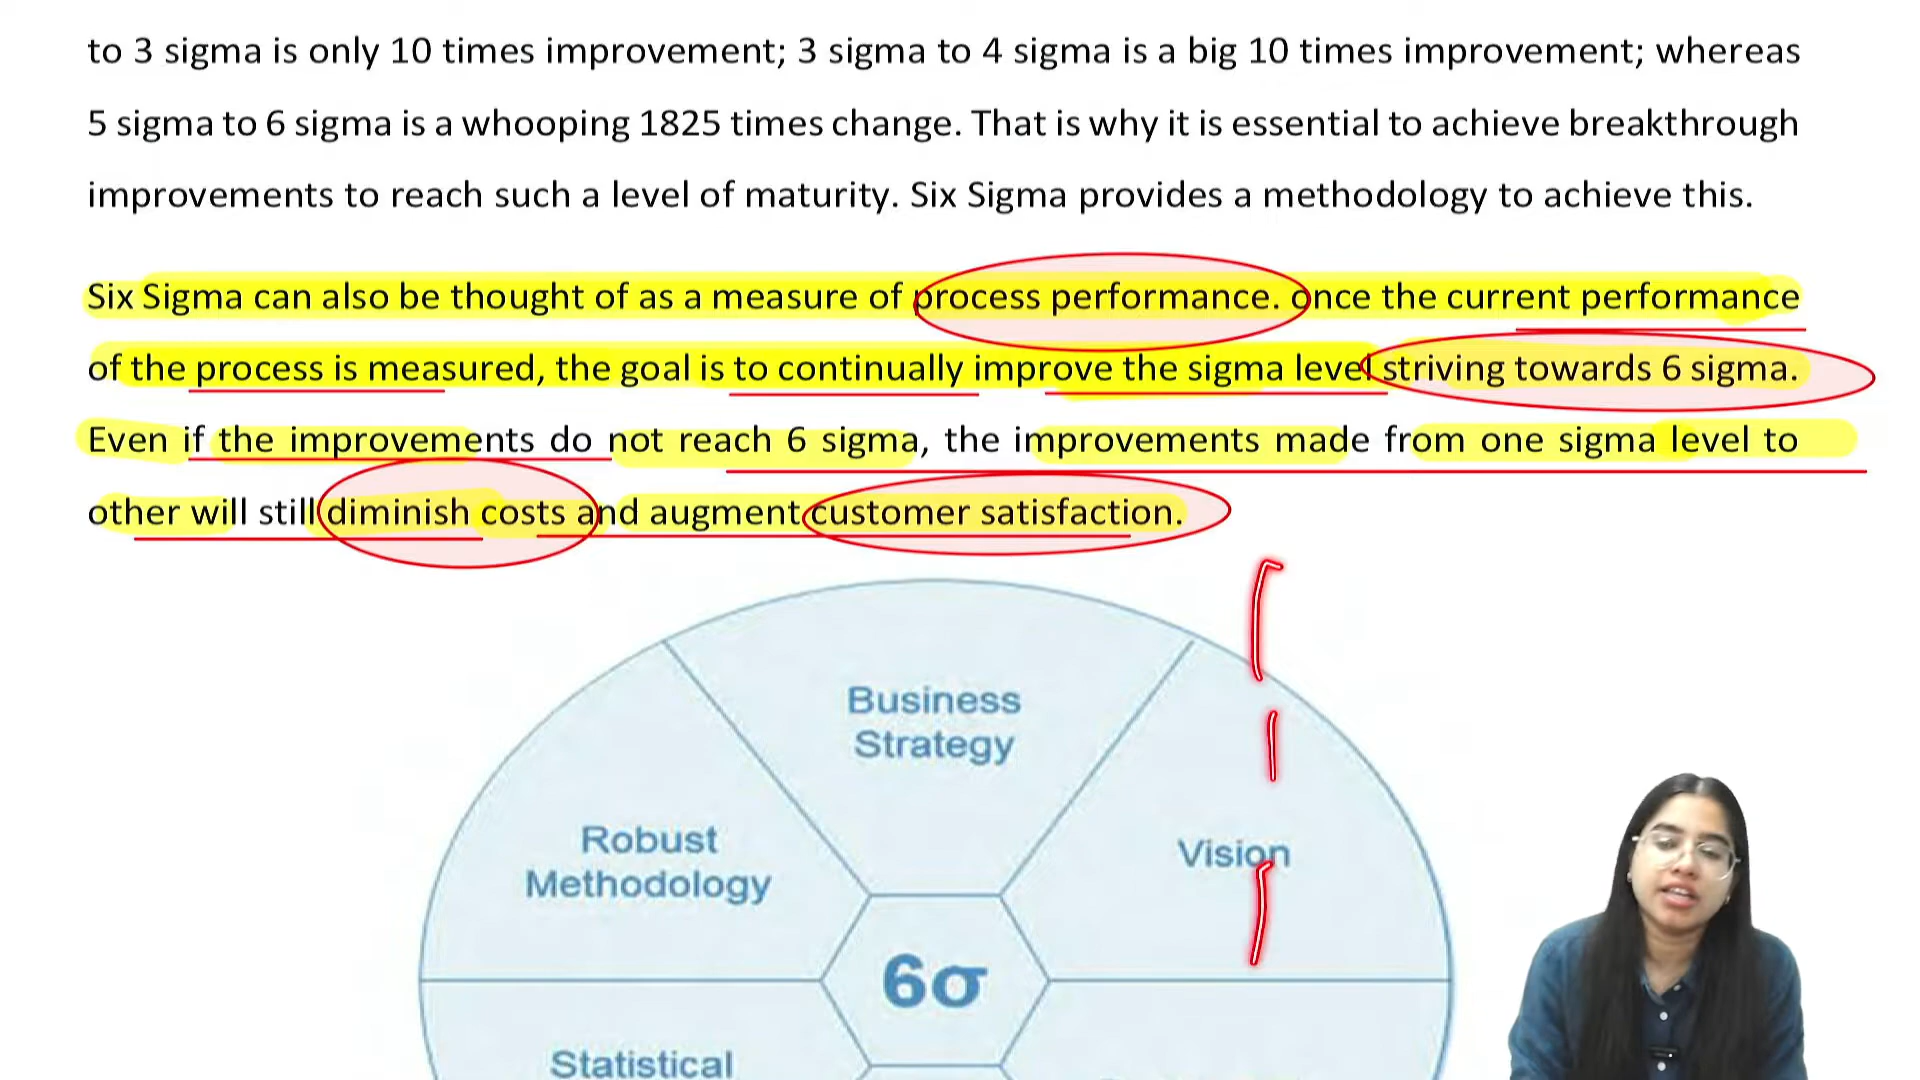 to 3 sigma is only 10 times improvement; 3 sigma to 4 sigma is a big 10 times improvement; whereas
5 sigma to 6 sigma is a whooping 1825 times change. That is why it is essential to achieve breakthrough
improvements to reach such a level of maturity. Six Sigma provides a methodology to achieve this.
Six Sigma can also be thought of as a measure of process performance. once the current performance
of the process is measured, the goal is to continually improve the sigma level striving towards 6 sigma.
Even if the improvements do not reach 6 sigma, the improvements made from one sigma level to
other will still diminish costs and augment customer satisfaction.
Business
Strategy
Robust
Methodology
Vision
6σ
Statistical